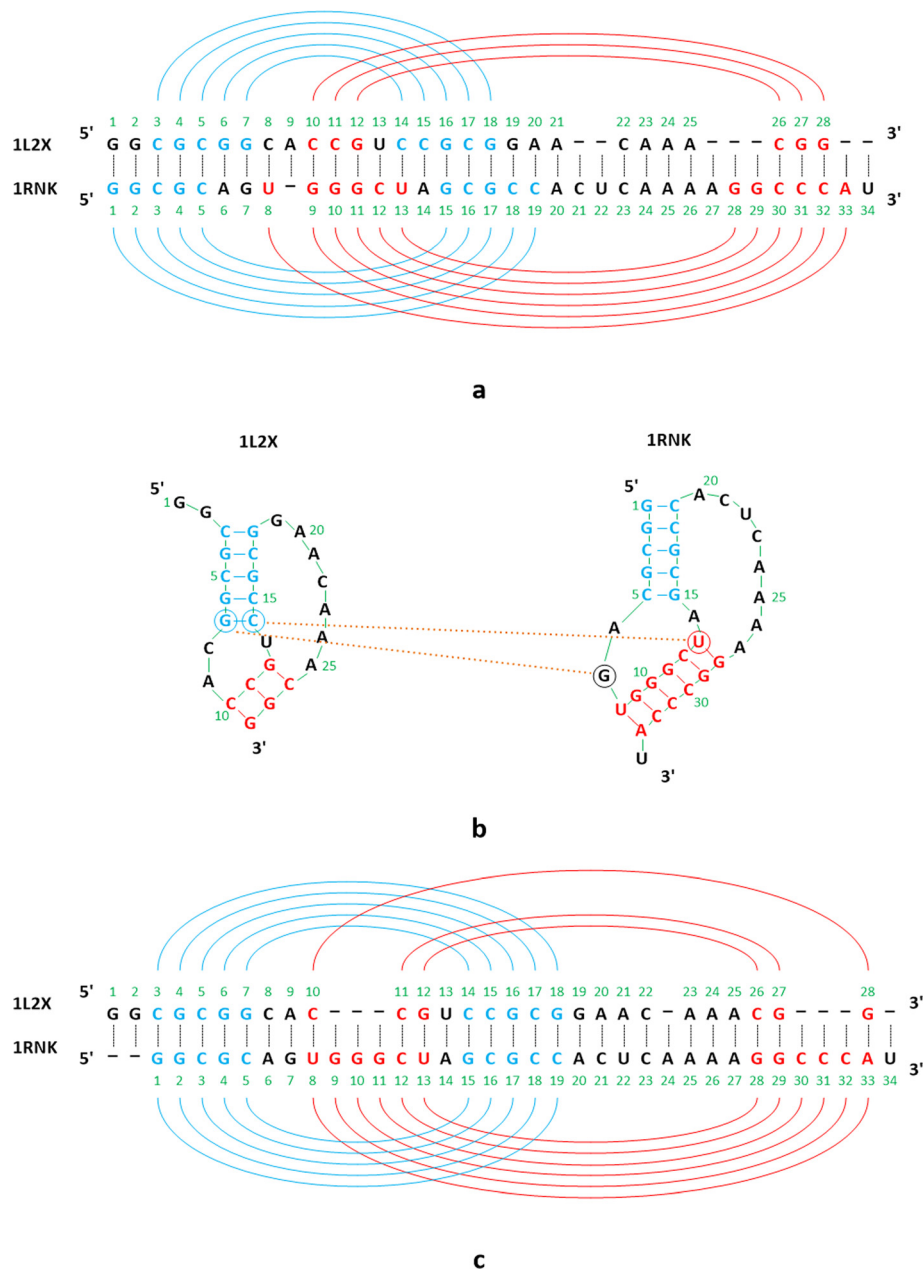 1 2 3 4 5 6 7 8 9 10 11 12 13 14 15 16 17 18 19 20 21 22 23 24 25 26 27 28
1L2X 5' G G C G C G G C A C C G U C C G C G G A A – – C A A A – – – C G G – – 3'
1RNK 5' G G C G C A G U – G G G C U A G C G C C A C U C A A A A G G C C C A U 3'
1 2 3 4 5 6 7 8 9 10 11 12 13 14 15 16 17 18 19 20 21 22 23 24 25 26 27 28 29 30 31 32 33 34
a
1L2X
5'
1 G G C G C G G C A C C G U C C G C G G A A C A A A C G G
5 10 15 20 25
3'
1RNK
5'
1 G G C G C A G U G G G C U A G C G C C A C U C A A A A G G C C C A U
5 10 15 20 25 30
3'
b
1 2 3 4 5 6 7 8 9 10 11 12 13 14 15 16 17 18 19 20 21 22 23 24 25 26 27 28
1L2X 5' G G C G C G G C A C – – – C G U C C G C G G A A C – A A A C G – – – G – 3'
1RNK 5' – – G G C G C A G U G G G C U A G C G C C A C U C A A A A G G C C C A U 3'
1 2 3 4 5 6 7 8 9 10 11 12 13 14 15 16 17 18 19 20 21 22 23 24 25 26 27 28 29 30 31 32 33 34
c